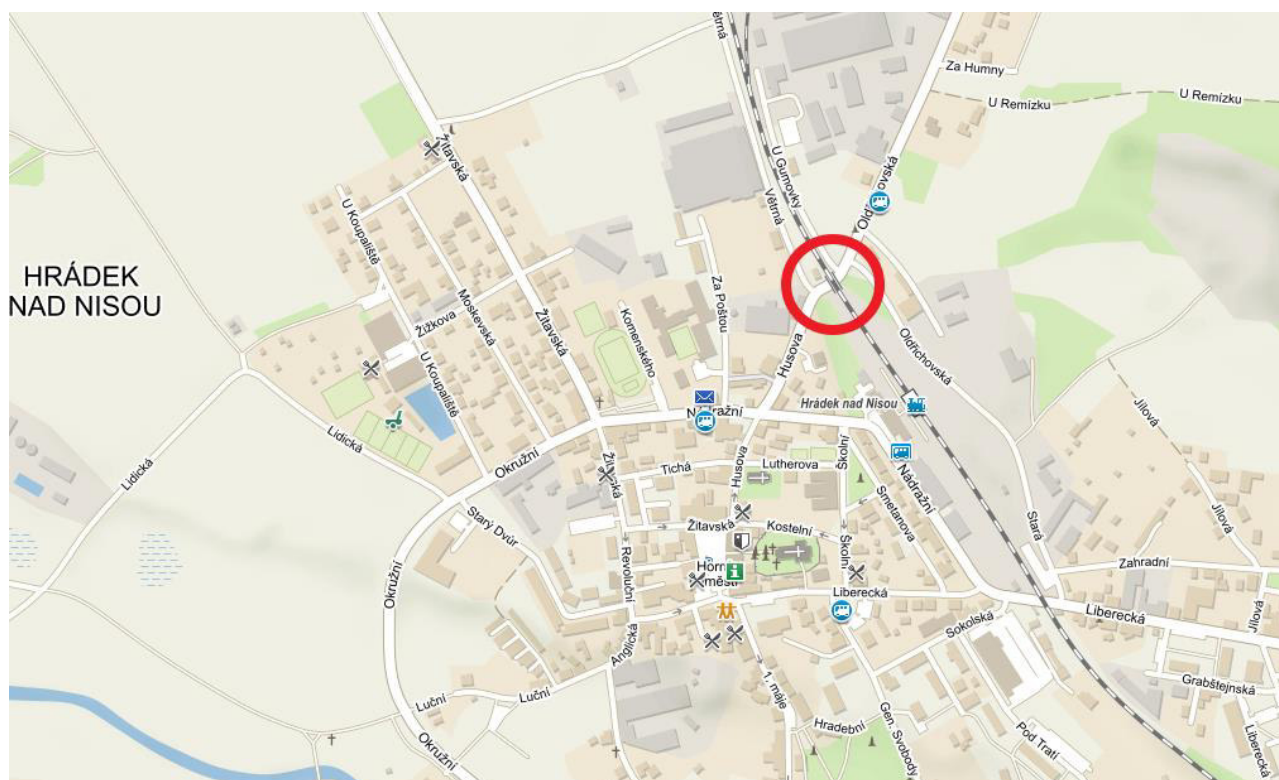 Větrná
Za Humny
U Remízku
U Remízku
Žitavská
U Gumovky
Větrná
U Koupaliště
HRÁDEK
NAD NISOU
Za Poštou
Moskevská
Žitavská
Komenského
Žižkova
Husova
Oldřichovská
U Koupaliště
Hrádek nad Nisou
Jílová
Nádražní
Lidická
Lidická
Okružní
Školní
Husova
Tichá
Lutherova
Nádražní
Smetanova
Jílová
Starý Dvůr
Žitavská
Kostelní
Stará
Školní
Revoluční
Zahradní
Okružní
Liberecká
Liberecká
Sokolská
Jílová
Anglická
Luční
Luční
1. máje
Gen. Svobody
Grabštejnská
Hradební
Pod Tratí
Okružní
Liberecká